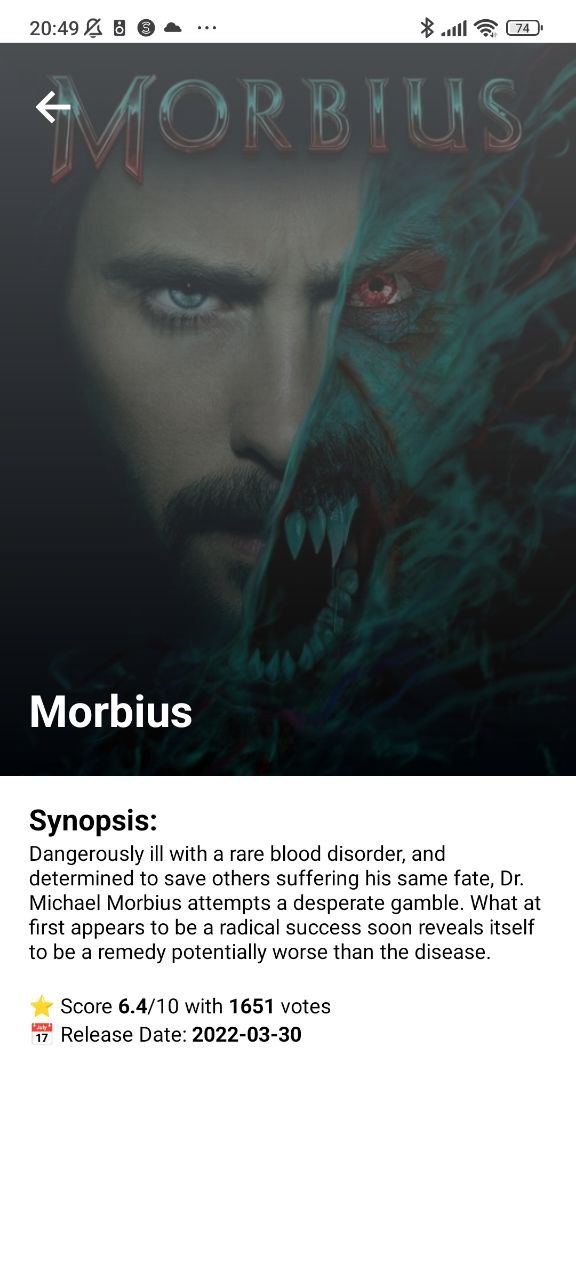 20:49
74
MORBIUS
Morbius
Synopsis:
Dangerously ill with a rare blood disorder, and
determined to save others suffering his same fate, Dr.
Michael Morbius attempts a desperate gamble. What at
first appears to be a radical success soon reveals itself
to be a remedy potentially worse than the disease.
⭐ Score 6.4/10 with 1651 votes
📅 Release Date: 2022-03-30